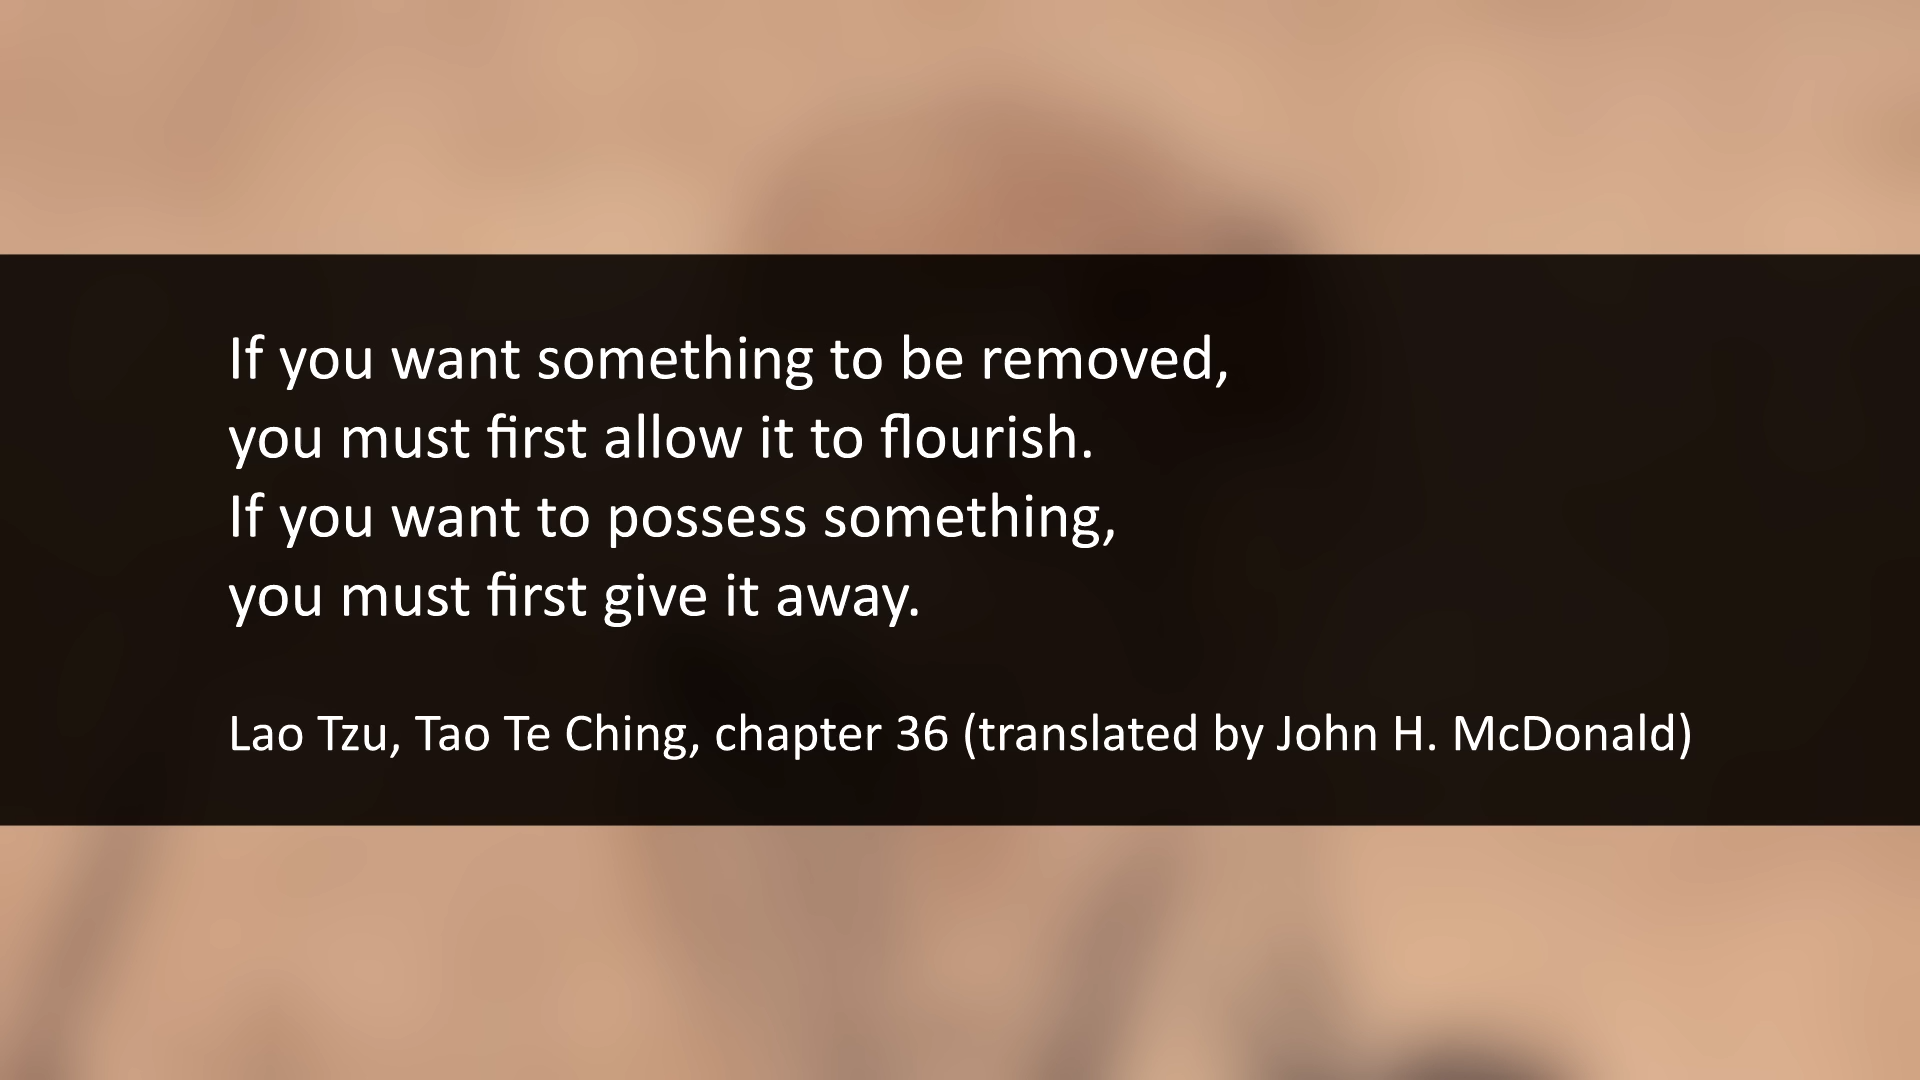 If you want something to be removed,
you must first allow it to flourish.
If you want to possess something,
you must first give it away.
Lao Tzu, Tao Te Ching, chapter 36 (translated by John H. McDonald)